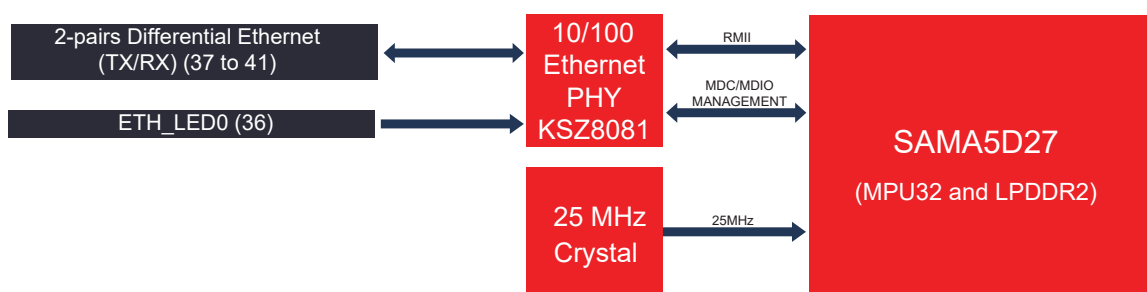 2-pairs Differential Ethernet
(TX/RX) (37 to 41)
ETH_LED0 (36)
10/100
Ethernet
PHY
KSZ8081
RMII
MDC/MDIO
MANAGEMENT
25 MHz
Crystal
25MHz
SAMA5D27
(MPU32 and LPDDR2)